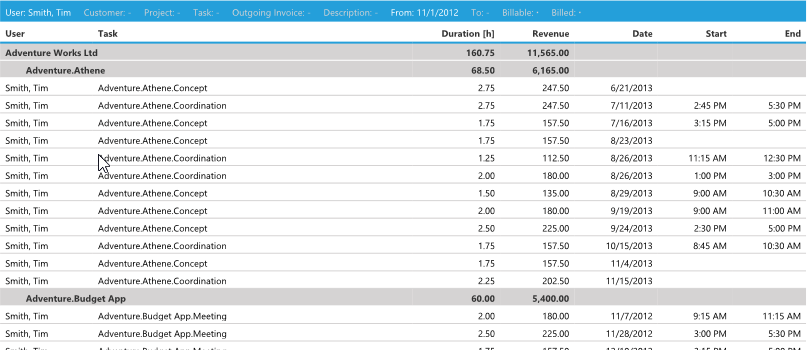 User: Smith, Tim Customer: - Project: - Task: - Outgoing Invoice: - Description: - From: 11/1/2012 To: - Billable: - Billed: -
User Task Duration [h] Revenue Date Start End
Adventure Works Ltd 160.75 11,565.00
Adventure.Athene 68.50 6,165.00
Smith, Tim Adventure.Athene.Concept 2.75 247.50 6/21/2013
Smith, Tim Adventure.Athene.Coordination 2.75 247.50 7/11/2013 2:45 PM 5:30 PM
Smith, Tim Adventure.Athene.Concept 1.75 157.50 7/16/2013 3:15 PM 5:00 PM
Smith, Tim Adventure.Athene.Concept 1.75 157.50 8/23/2013
Smith, Tim Adventure.Athene.Coordination 1.25 112.50 8/26/2013 11:15 AM 12:30 PM
Smith, Tim Adventure.Athene.Coordination 2.00 180.00 8/26/2013 1:00 PM 3:00 PM
Smith, Tim Adventure.Athene.Concept 1.50 135.00 8/29/2013 9:00 AM 10:30 AM
Smith, Tim Adventure.Athene.Concept 2.00 180.00 9/19/2013 9:00 AM 11:00 AM
Smith, Tim Adventure.Athene.Concept 2.50 225.00 9/24/2013 2:30 PM 5:00 PM
Smith, Tim Adventure.Athene.Coordination 1.75 157.50 10/15/2013 8:45 AM 10:30 AM
Smith, Tim Adventure.Athene.Concept 1.75 157.50 11/4/2013
Smith, Tim Adventure.Athene.Coordination 2.25 202.50 11/15/2013
Adventure.Budget App 60.00 5,400.00
Smith, Tim Adventure.Budget App.Meeting 2.00 180.00 11/7/2012 9:15 AM 11:15 AM
Smith, Tim Adventure.Budget App.Meeting 2.50 225.00 11/28/2012 3:00 PM 5:30 PM